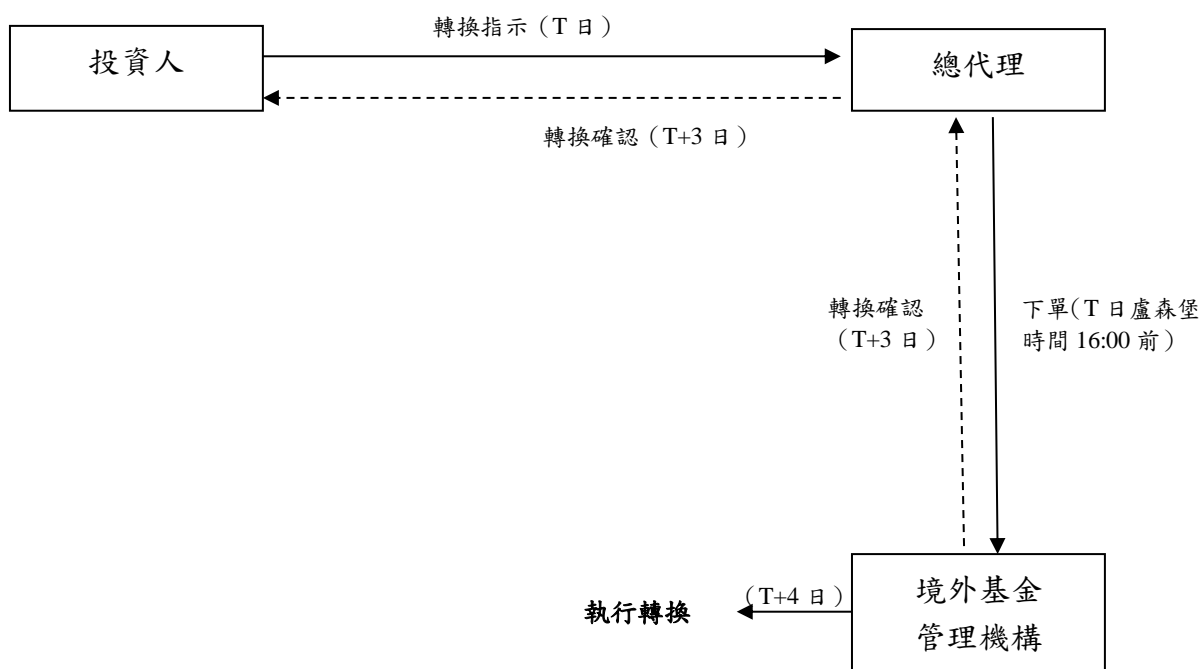 轉換指示（T 日）
投資人
總代理
轉換確認（T+3 日）
轉換確認
（T+3 日）
下單（T 日盧森堡
時間 16:00 前）
（T+4 日）
執行轉換
境外基金
管理機構